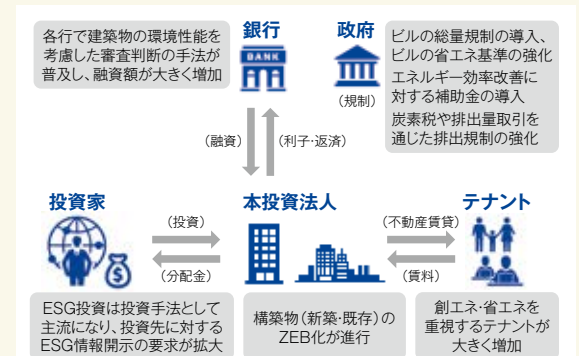 各行で建築物の環境性能を
考慮した審査判断の手法が
普及し、融資額が大きく増加
銀行
BANK
政府
(規制)
ビルの総量規制の導入、
ビルの省エネ基準の強化
エネルギー効率改善に
対する補助金の導入
炭素税や排出量取引を
通じた排出規制の強化
(融資)
(利子・返済)
投資家
(投資)
(分配金)
$
本投資法人
(不動産賃貸)
(賃料)
テナント
ESG投資は投資手法として
主流になり、投資先に対する
ESG情報開示の要求が拡大
構築物(新築・既存)の
ZEB化が進行
創エネ・省エネを
重視するテナントが
大きく増加